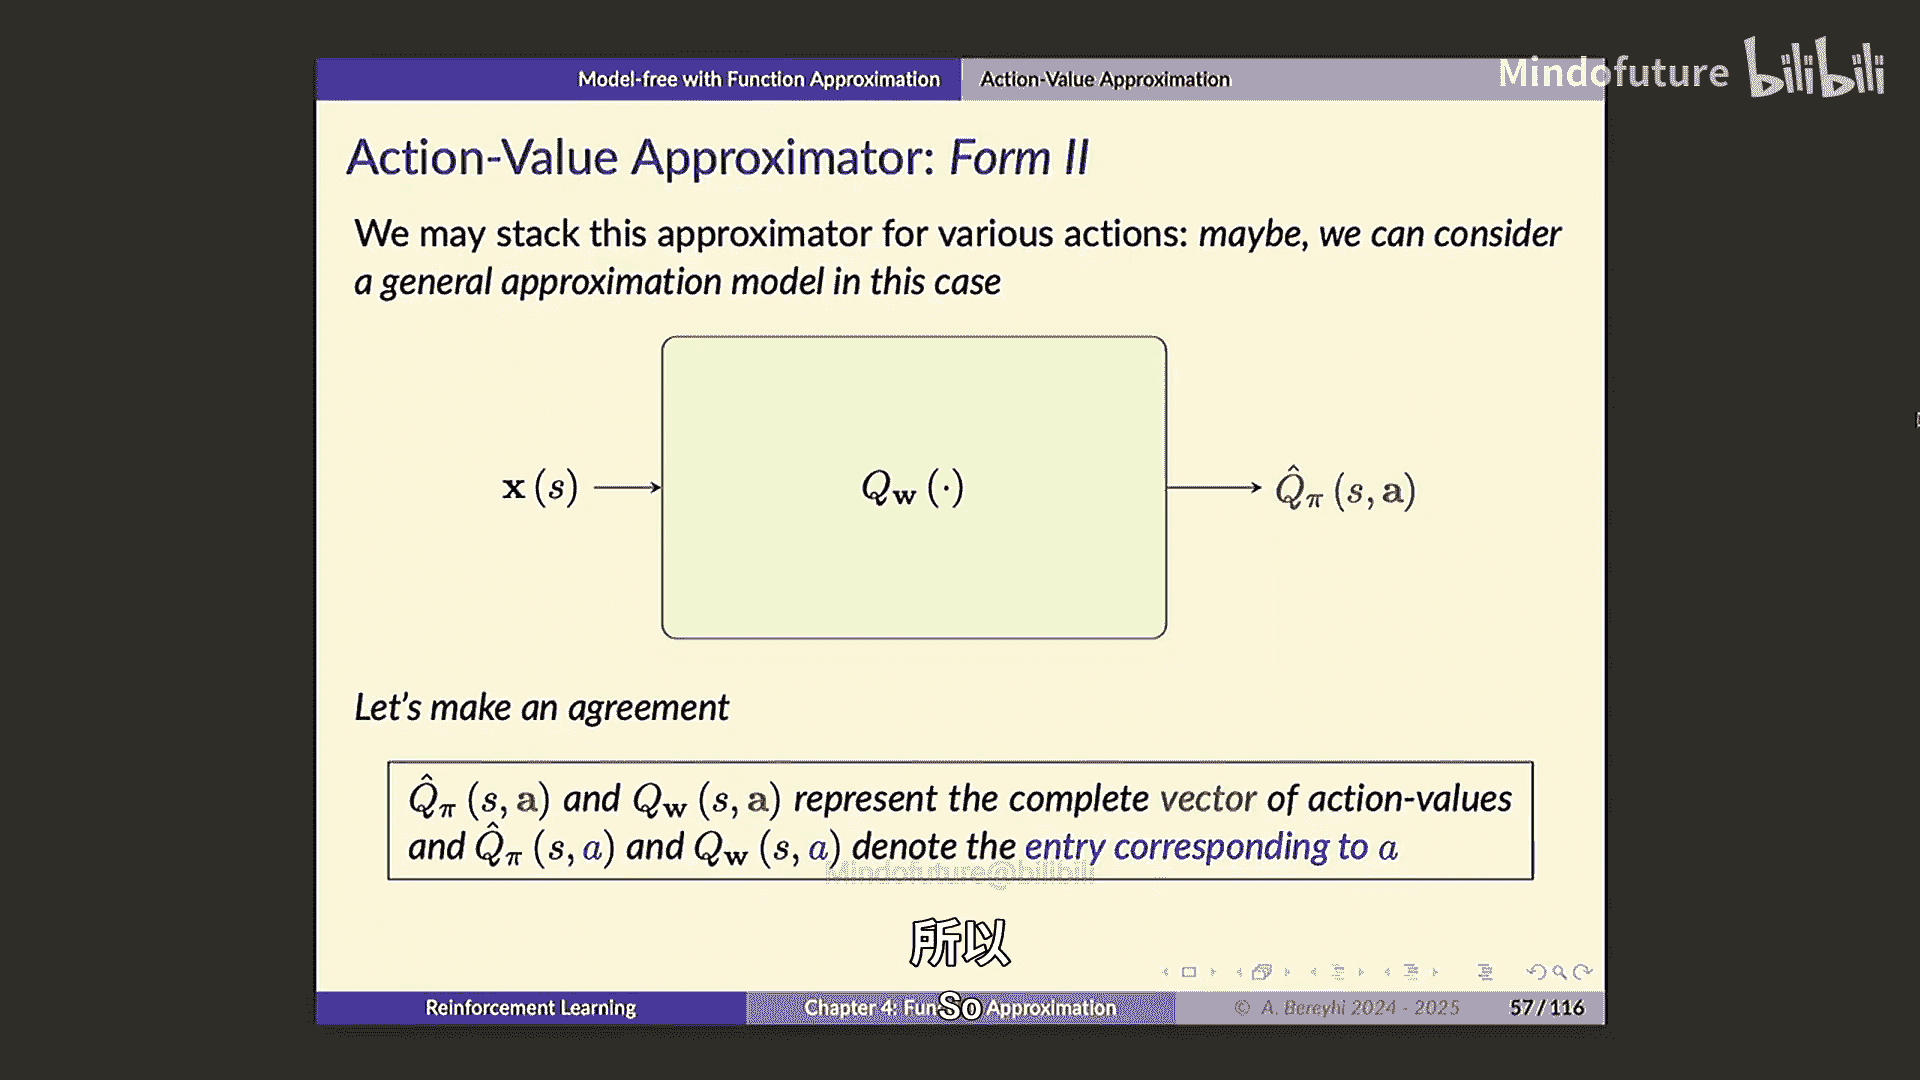 Model-free with Function Approximation
Action-Value Approximation
Mindofuture bilibili
Action-Value Approximator: Form II
We may stack this approximator for various actions: maybe, we can consider
a general approximation model in this case
x (s)
Q_w (·)
Q̂_π (s, a)
Let's make an agreement
Q̂_π (s, a) and Q_w (s, a) represent the complete vector of action-values
and Q̂_π (s, a) and Q_w (s, a) denote the entry corresponding to a
Mindofuture@bilibili
所以
So
Reinforcement Learning
Chapter 4: Fun Approximation
© A. Bereyhi 2024 - 2025
57 / 116